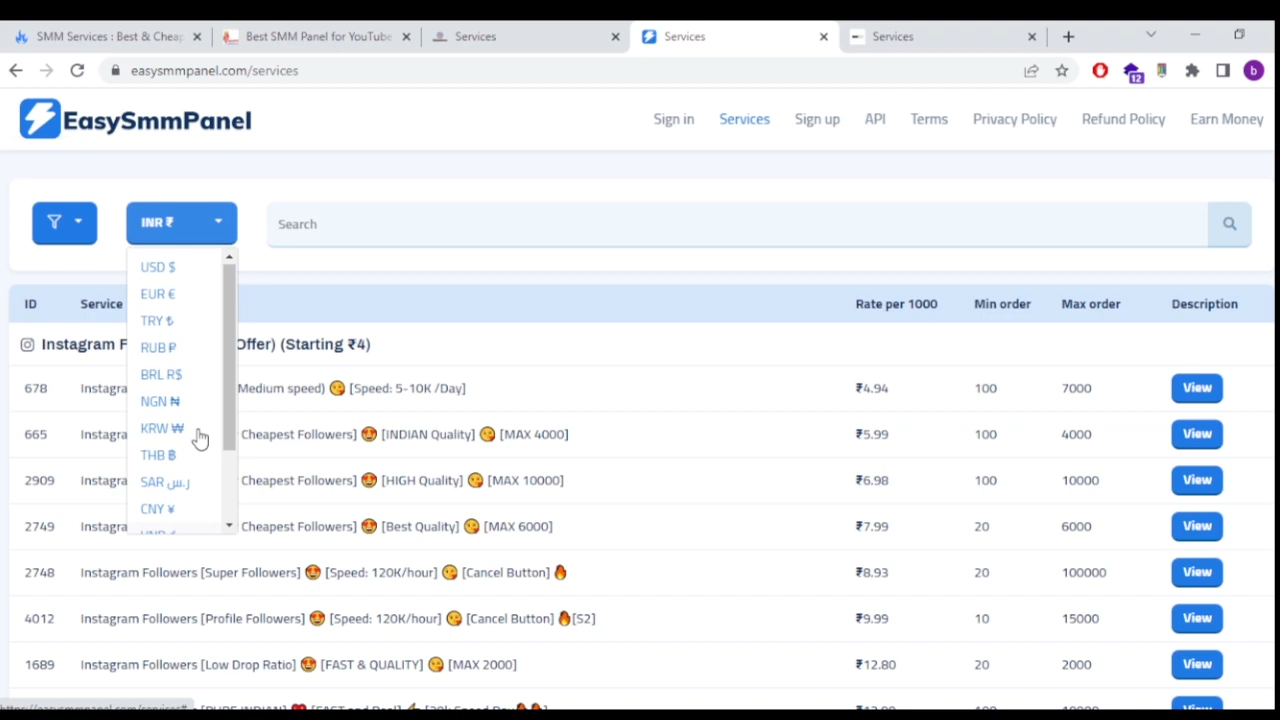 SMM Services : Best & Cheap
Best SMM Panel for YouTube
Services
Services
Services
easysmmpanel.com/services
12
b
EasySmmPanel
Sign in
Services
Sign up
API
Terms
Privacy Policy
Refund Policy
Earn Money
INR ₹
Search
USD $
EUR €
TRY ₺
RUB ₽
BRL R$
NGN ₦
KRW ₩
THB ฿
SAR ر.س
CNY ¥
ID Service Rate per 1000 Min order Max order Description
Instagram F Offer) (Starting ₹4)
678 Instagra Medium speed) 😘 [Speed: 5-10K /Day] ₹4.94 100 7000 View
665 Instagra Cheapest Followers] 😍 [INDIAN Quality] 😘 [MAX 4000] ₹5.99 100 4000 View
2909 Instagra Cheapest Followers] 😍 [HIGH Quality] 😘 [MAX 10000] ₹6.98 100 10000 View
2749 Instagra Cheapest Followers] 😍 [Best Quality] 😘 [MAX 6000] ₹7.99 20 6000 View
2748 Instagram Followers [Super Followers] 😍 [Speed: 120K/hour] 😘 [Cancel Button] 🔥 ₹8.93 20 100000 View
4012 Instagram Followers [Profile Followers] 😍 [Speed: 120K/hour] 😘 [Cancel Button] 🔥[S2] ₹9.99 10 15000 View
1689 Instagram Followers [Low Drop Ratio] 😍 [FAST & QUALITY] 😘 [MAX 2000] ₹12.80 20 2000 View